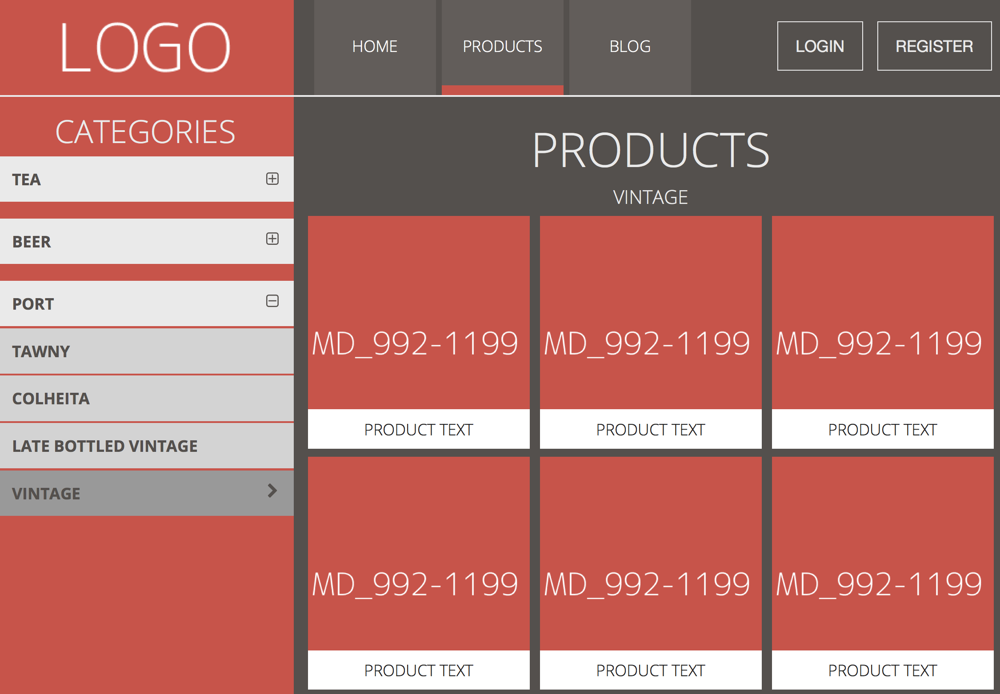 LOGO
HOME
PRODUCTS
BLOG
LOGIN
REGISTER
CATEGORIES
TEA
BEER
PORT
TAWNY
COLHEITA
LATE BOTTLED VINTAGE
VINTAGE
PRODUCTS
VINTAGE
MD_992-1199
MD_992-1199
MD_992-1199
PRODUCT TEXT
PRODUCT TEXT
PRODUCT TEXT
MD_992-1199
MD_992-1199
MD_992-1199
PRODUCT TEXT
PRODUCT TEXT
PRODUCT TEXT